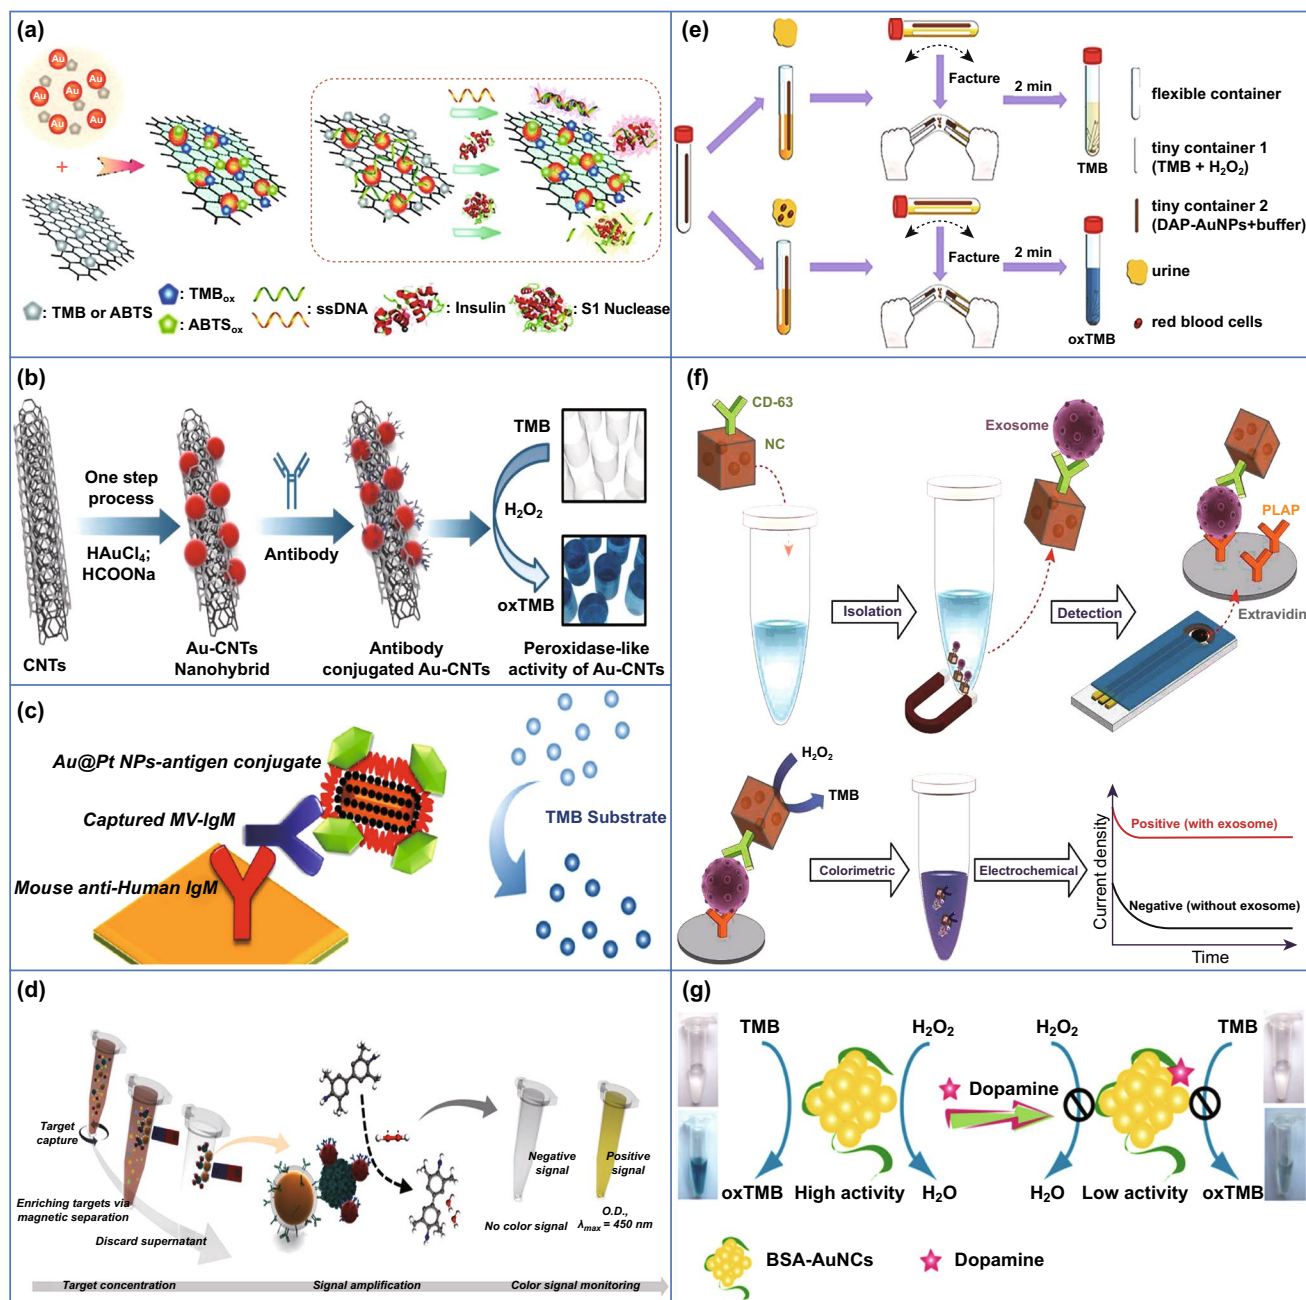 (a)
Au
Au
Au
Au
Au
Au
Au
+
: TMB or ABTS
: TMBox
: ABTSox
: ssDNA
: Insulin
: S1 Nuclease
(b)
One step
process
HAuCl4;
HCOONa
Antibody
TMB
H2O2
oxTMB
CNTs
Au-CNTs
Nanohybrid
Antibody
conjugated Au-CNTs
Peroxidase-like
activity of Au-CNTs
(c)
Au@Pt NPs-antigen conjugate
Captured MV-IgM
Mouse anti-Human IgM
TMB Substrate
(d)
Target
capture
Enriching targets via
magnetic separation
Discard supernatant
Negative
signal
Positive
signal
No color signal
O.D.,
λmax = 450 nm
Target concentration
Signal amplification
Color signal monitoring
(e)
Facture
2 min
TMB
Facture
2 min
oxTMB
flexible container
tiny container 1
(TMB + H2O2)
tiny container 2
(DAP-AuNPs+buffer)
urine
red blood cells
(f)
CD-63
NC
Isolation
Exosome
Detection
PLAP
Extravidin
H2O2
TMB
Colorimetric
Electrochemical
Current density
Positive (with exosome)
Negative (without exosome)
Time
(g)
TMB
H2O2
H2O2
TMB
Dopamine
oxTMB
High activity
H2O
H2O
Low activity
oxTMB
BSA-AuNCs
Dopamine